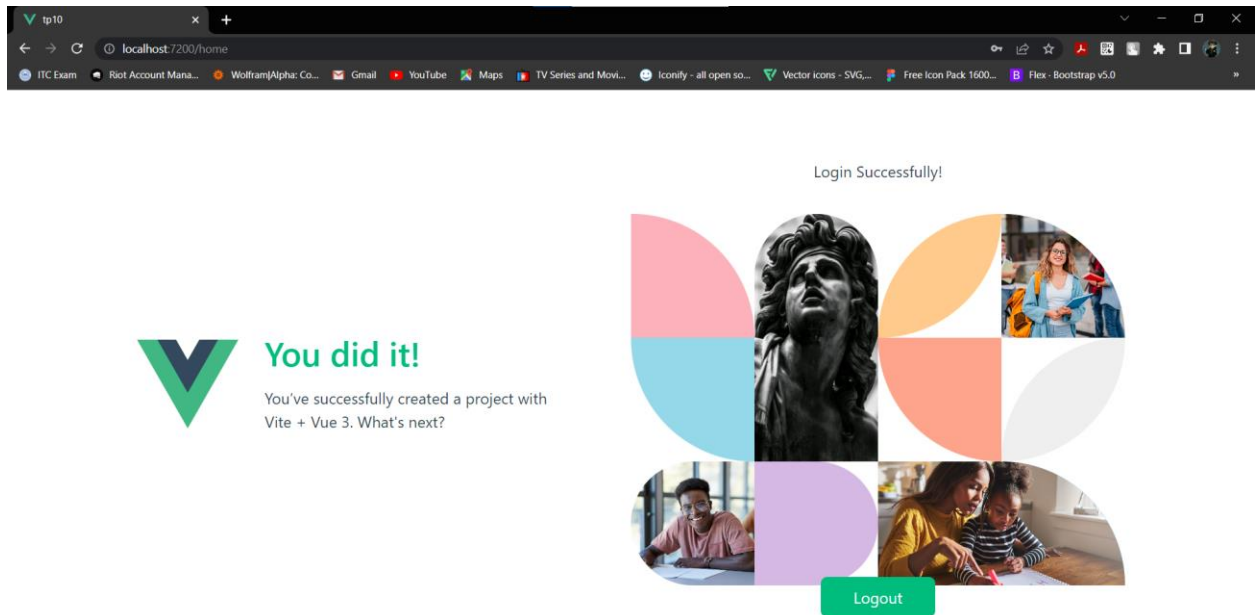 tp10
localhost:7200/home
ITC Exam
Riot Account Mana...
Wolfram|Alpha: Co...
Gmail
YouTube
Maps
TV Series and Movi...
Iconify - all open so...
Vector icons - SVG,...
Free Icon Pack 1600...
B
Flex - Bootstrap v5.0
»
Login Successfully!
You did it!
You've successfully created a project with
Vite + Vue 3. What's next?
Logout